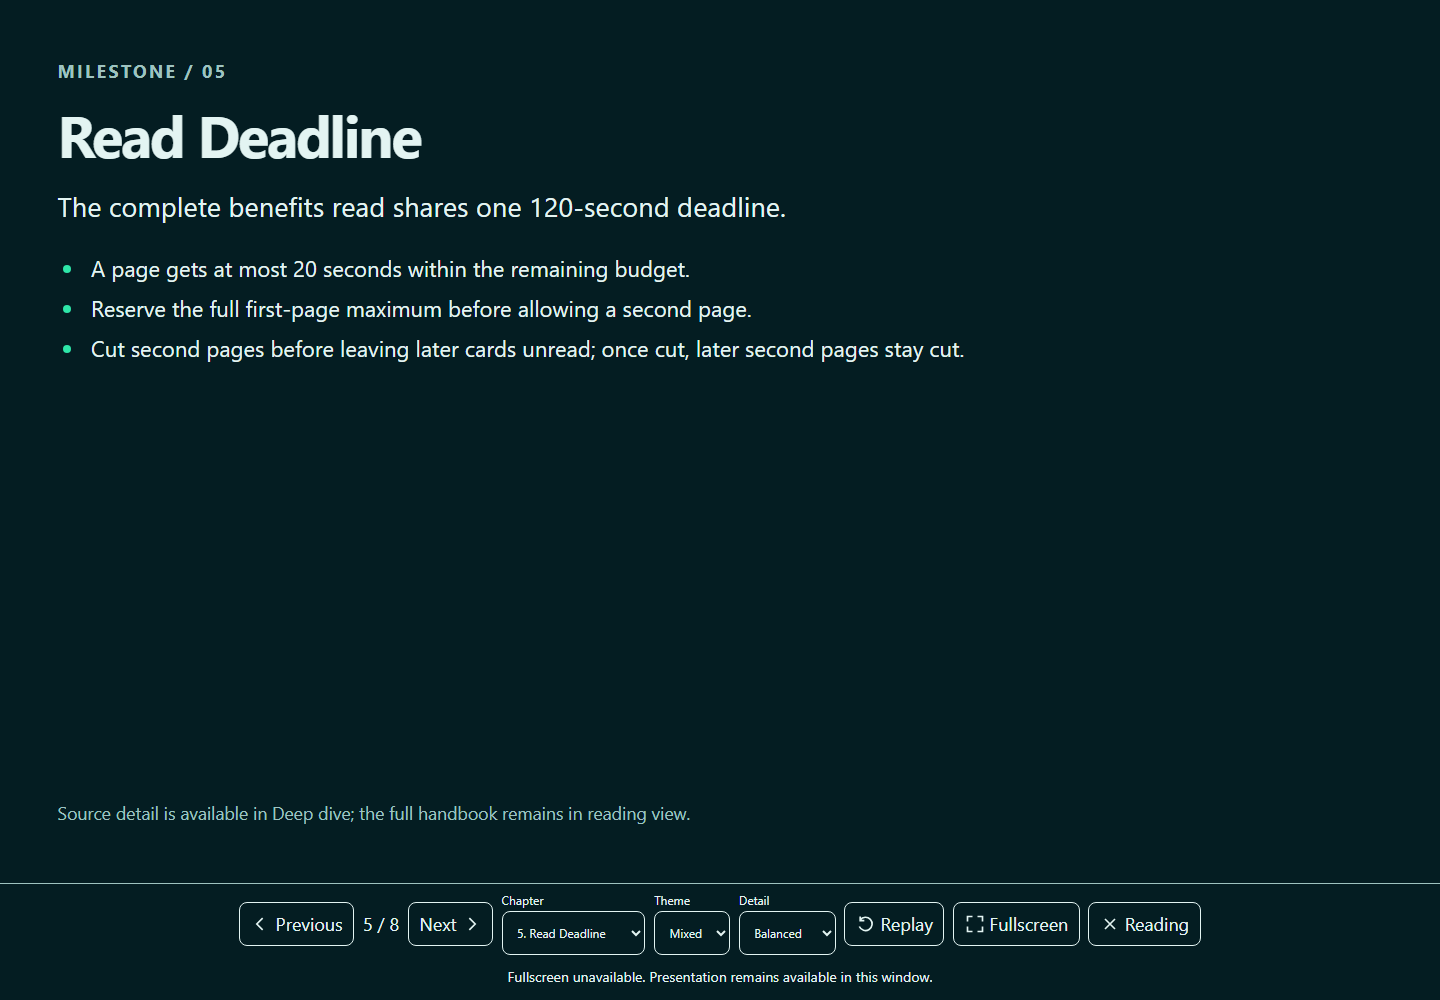 MILESTONE / 05
Read Deadline
The complete benefits read shares one 120-second deadline.
A page gets at most 20 seconds within the remaining budget.
Reserve the full first-page maximum before allowing a second page.
Cut second pages before leaving later cards unread; once cut, later second pages stay cut.
Source detail is available in Deep dive; the full handbook remains in reading view.
Previous
5 / 8
Next
Chapter
5. Read Deadline
Theme
Mixed
Detail
Balanced
Replay
Fullscreen
Reading
Fullscreen unavailable. Presentation remains available in this window.